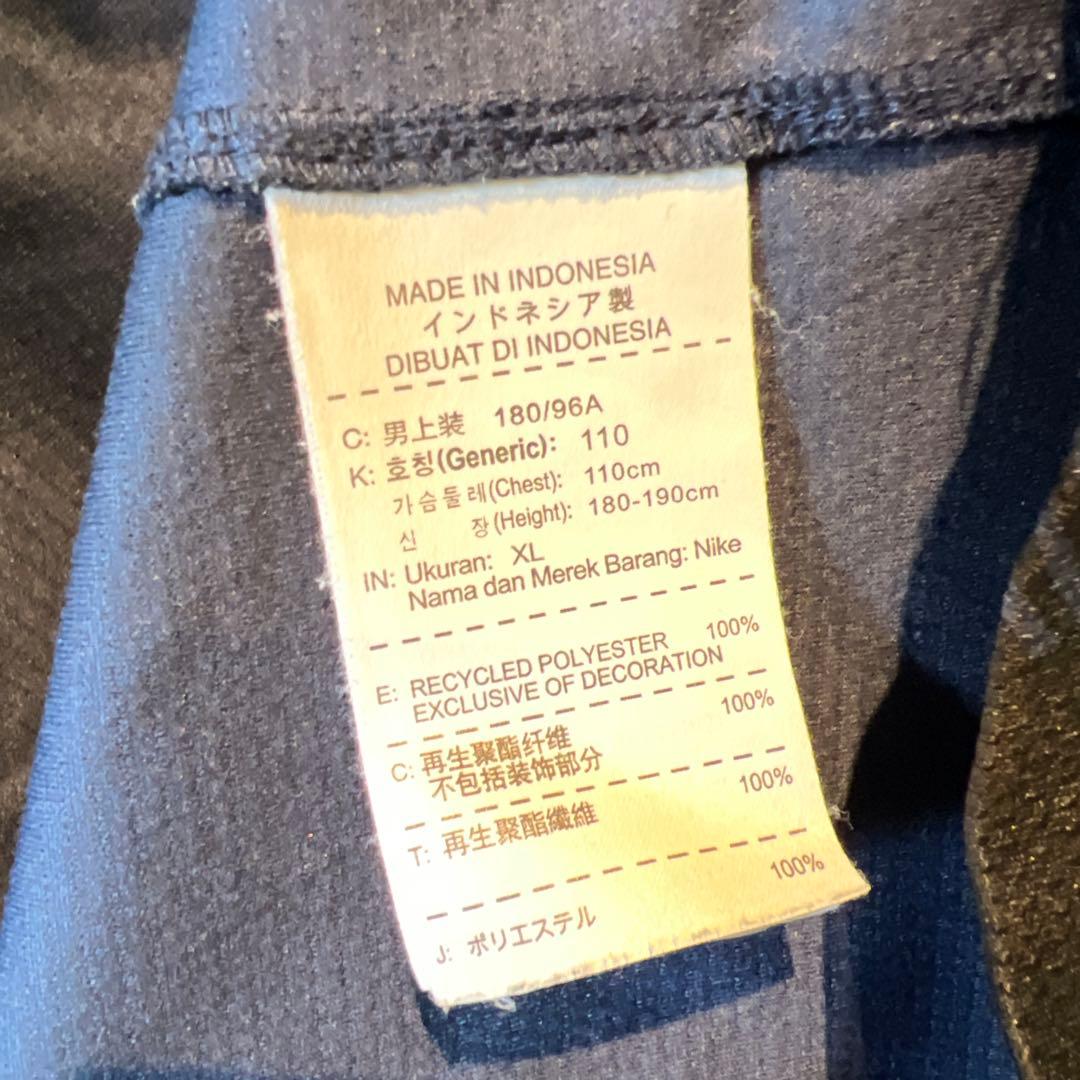 MADE IN INDONESIA
インドネシア製
DIBUAT DI INDONESIA
C: 男上装 180/96A
K: 호칭(Generic): 110
가슴둘레(Chest): 110cm
신 장(Height): 180-190cm
IN: Ukuran: XL
Nama dan Merek Barang: Nike
E: RECYCLED POLYESTER 100%
EXCLUSIVE OF DECORATION
C: 再生聚酯纤维 100%
不包括装饰部分
T: 再生聚酯纖維 100%
J: ポリエステル 100%